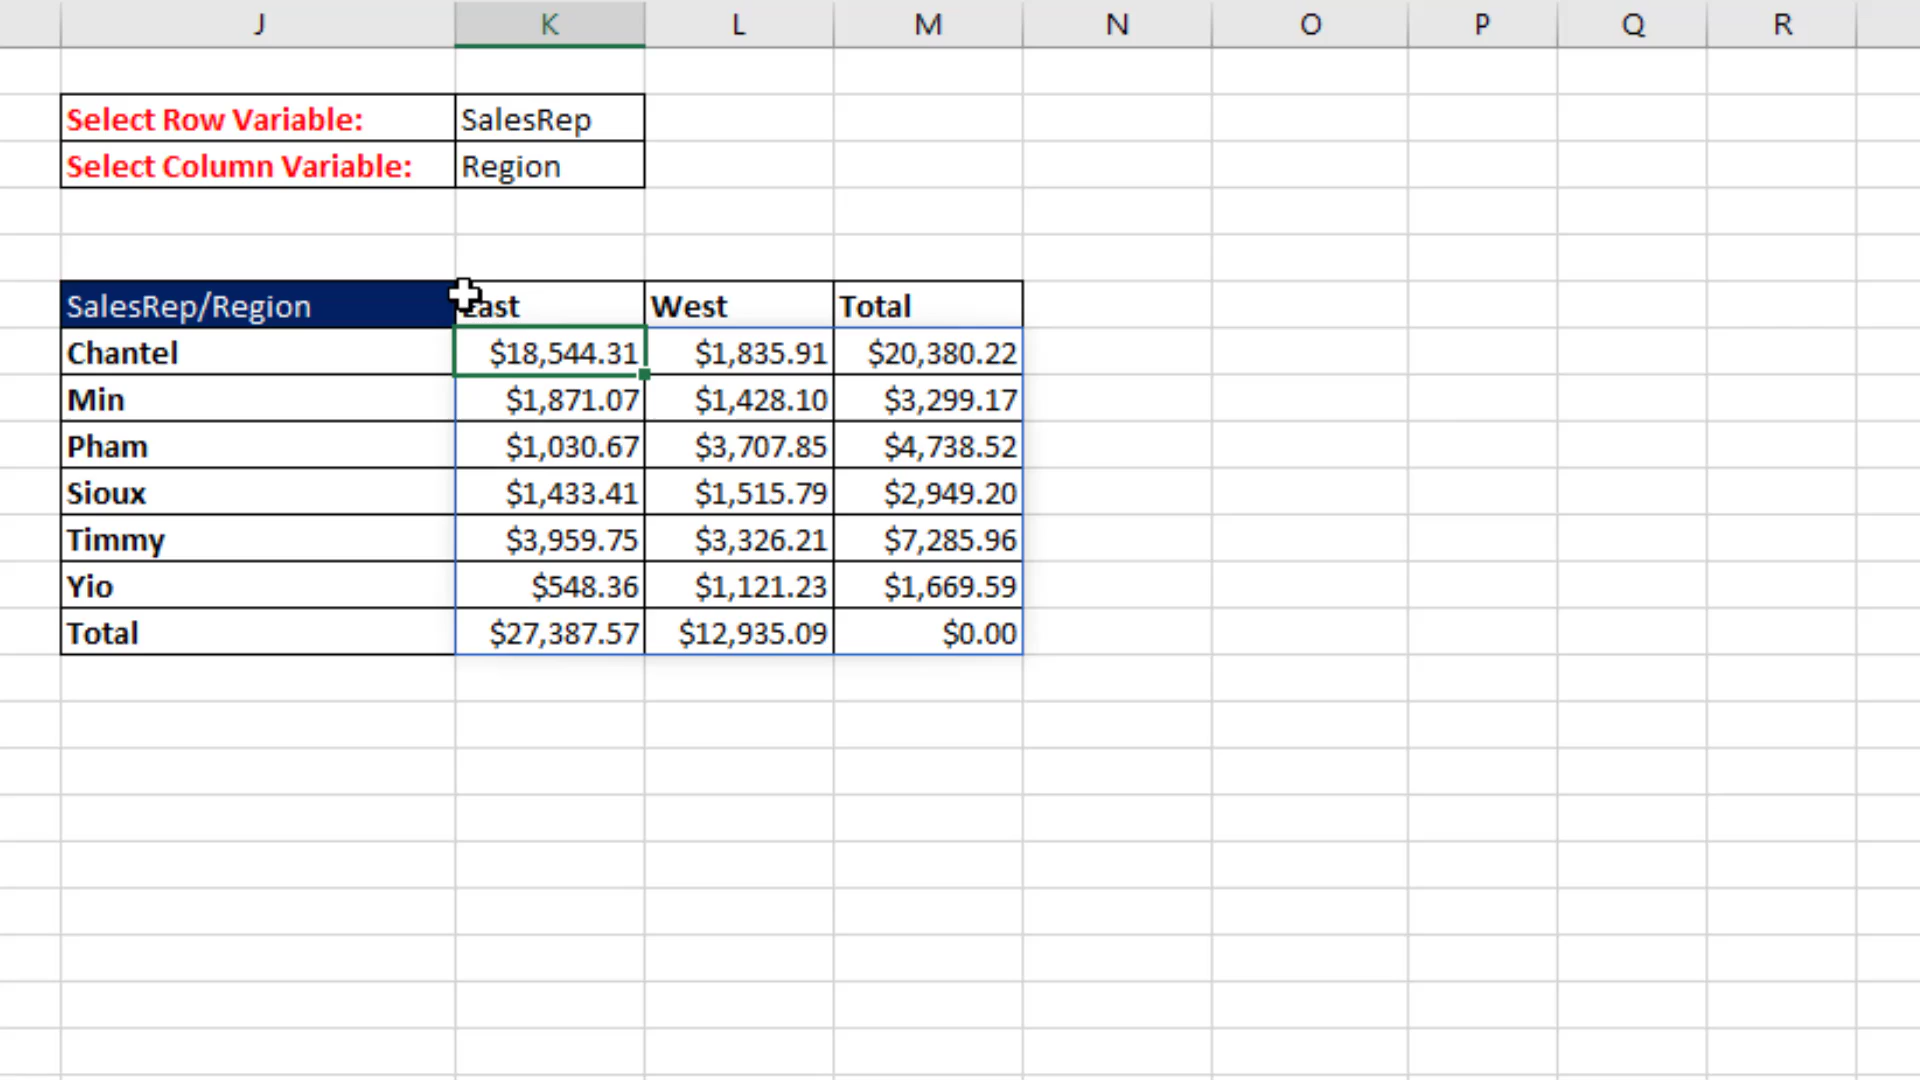 J K L M N O P Q R
Select Row Variable: SalesRep
Select Column Variable: Region
SalesRep/Region East West Total
Chantel $18,544.31 $1,835.91 $20,380.22
Min $1,871.07 $1,428.10 $3,299.17
Pham $1,030.67 $3,707.85 $4,738.52
Sioux $1,433.41 $1,515.79 $2,949.20
Timmy $3,959.75 $3,326.21 $7,285.96
Yio $548.36 $1,121.23 $1,669.59
Total $27,387.57 $12,935.09 $0.00